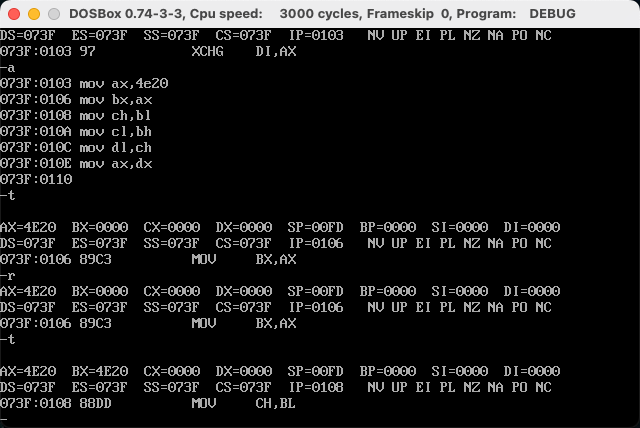 DOSBox 0.74-3-3, Cpu speed:    3000 cycles, Frameskip  0, Program:   DEBUG
DS=073F  ES=073F  SS=073F  CS=073F  IP=0103   NV UP EI PL NZ NA PO NC
073F:0103 97            XCHG    DI,AX
-a
073F:0103 mov ax,4e20
073F:0106 mov bx,ax
073F:0108 mov ch,bl
073F:010A mov cl,bh
073F:010C mov dl,ch
073F:010E mov ax,dx
073F:0110
-t
AX=4E20  BX=0000  CX=0000  DX=0000  SP=00FD  BP=0000  SI=0000  DI=0000
DS=073F  ES=073F  SS=073F  CS=073F  IP=0106   NV UP EI PL NZ NA PO NC
073F:0106 89C3          MOV     BX,AX
-r
AX=4E20  BX=0000  CX=0000  DX=0000  SP=00FD  BP=0000  SI=0000  DI=0000
DS=073F  ES=073F  SS=073F  CS=073F  IP=0106   NV UP EI PL NZ NA PO NC
073F:0106 89C3          MOV     BX,AX
-t
AX=4E20  BX=4E20  CX=0000  DX=0000  SP=00FD  BP=0000  SI=0000  DI=0000
DS=073F  ES=073F  SS=073F  CS=073F  IP=0108   NV UP EI PL NZ NA PO NC
073F:0108 88DD          MOV     CH,BL
-